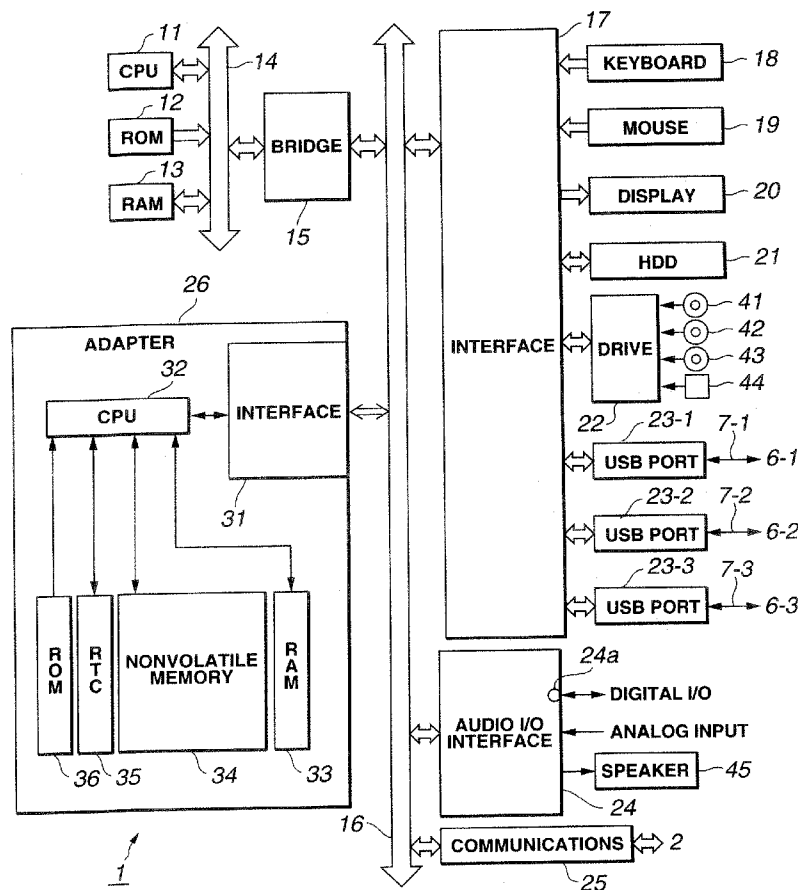 11
CPU
14
12
ROM
13
RAM
BRIDGE
15
17
KEYBOARD
18
MOUSE
19
DISPLAY
20
HDD
21
INTERFACE
DRIVE
41
42
43
44
22
23-1
USB PORT
7-1
6-1
23-2
USB PORT
7-2
6-2
23-3
USB PORT
7-3
6-3
26
ADAPTER
32
CPU
INTERFACE
31
ROM
RTC
NONVOLATILE
MEMORY
RAM
36
35
34
33
16
24a
AUDIO I/O
INTERFACE
DIGITAL I/O
ANALOG INPUT
SPEAKER
45
24
COMMUNICATIONS
2
25
1